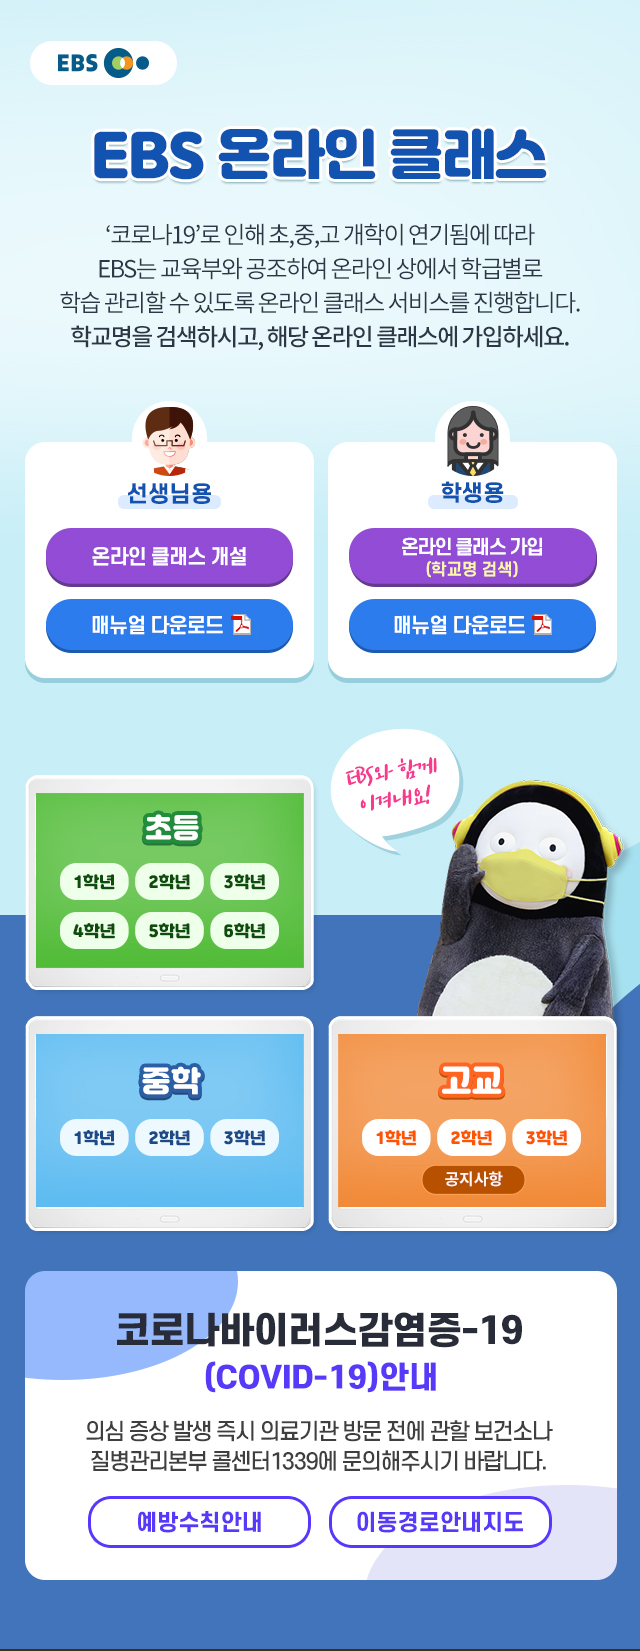 EBS
EBS 온라인 클래스
‘코로나19’로 인해 초,중,고 개학이 연기됨에 따라
EBS는 교육부와 공조하여 온라인 상에서 학급별로
학습 관리할 수 있도록 온라인 클래스 서비스를 진행합니다.
학교명을 검색하시고, 해당 온라인 클래스에 가입하세요.
선생님용
온라인 클래스 개설
매뉴얼 다운로드
학생용
온라인 클래스 가입
(학교명 검색)
매뉴얼 다운로드
EBS와 함께
이겨내요!
초등
1학년 2학년 3학년
4학년 5학년 6학년
중학
1학년 2학년 3학년
고교
1학년 2학년 3학년
공지사항
코로나바이러스감염증-19
(COVID-19)안내
의심 증상 발생 즉시 의료기관 방문 전에 관할 보건소나
질병관리본부 콜센터1339에 문의해주시기 바랍니다.
예방수칙안내
이동경로안내지도